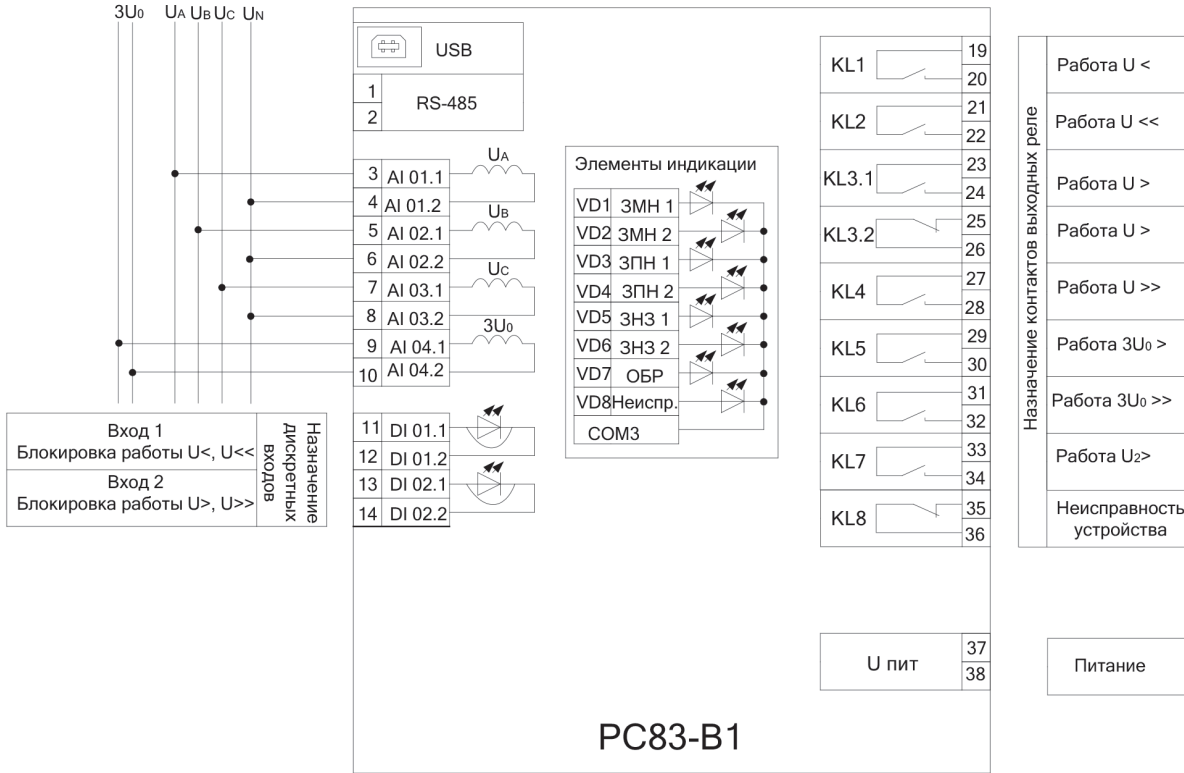 3U0 UA UB UC UN
USB
1
2
RS-485
3 AI 01.1
4 AI 01.2
5 AI 02.1
6 AI 02.2
7 AI 03.1
8 AI 03.2
9 AI 04.1
10 AI 04.2
UA
UB
UC
3U0
11 DI 01.1
12 DI 01.2
13 DI 02.1
14 DI 02.2
Вход 1
Блокировка работы U<, U<<
Вход 2
Блокировка работы U>, U>>
Назначение
дискретных
входов
Элементы индикации
VD1 ЗМН 1
VD2 ЗМН 2
VD3 ЗПН 1
VD4 ЗПН 2
VD5 ЗНЗ 1
VD6 ЗНЗ 2
VD7 ОБР
VD8 Неиспр.
COM3
KL1 19
20
KL2 21
22
KL3.1 23
24
KL3.2 25
26
KL4 27
28
KL5 29
30
KL6 31
32
KL7 33
34
KL8 35
36
U пит 37
38
Назначение контактов выходных реле
Работа U <
Работа U <<
Работа U >
Работа U >
Работа U >>
Работа 3U0 >
Работа 3U0 >>
Работа U2>
Неисправность
устройства
Питание
РС83-В1